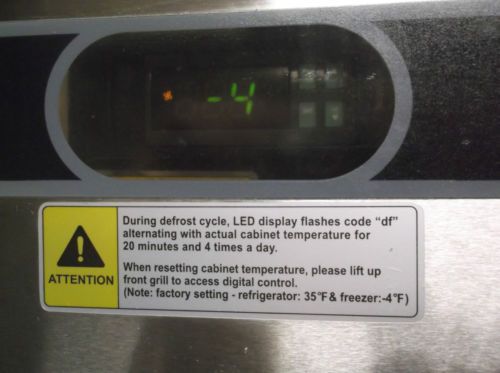 -4
During defrost cycle, LED display flashes code "df"
alternating with actual cabinet temperature for
20 minutes and 4 times a day.
ATTENTION
When resetting cabinet temperature, please lift up
front grill to access digital control.
(Note: factory setting - refrigerator: 35°F & freezer:-4°F)